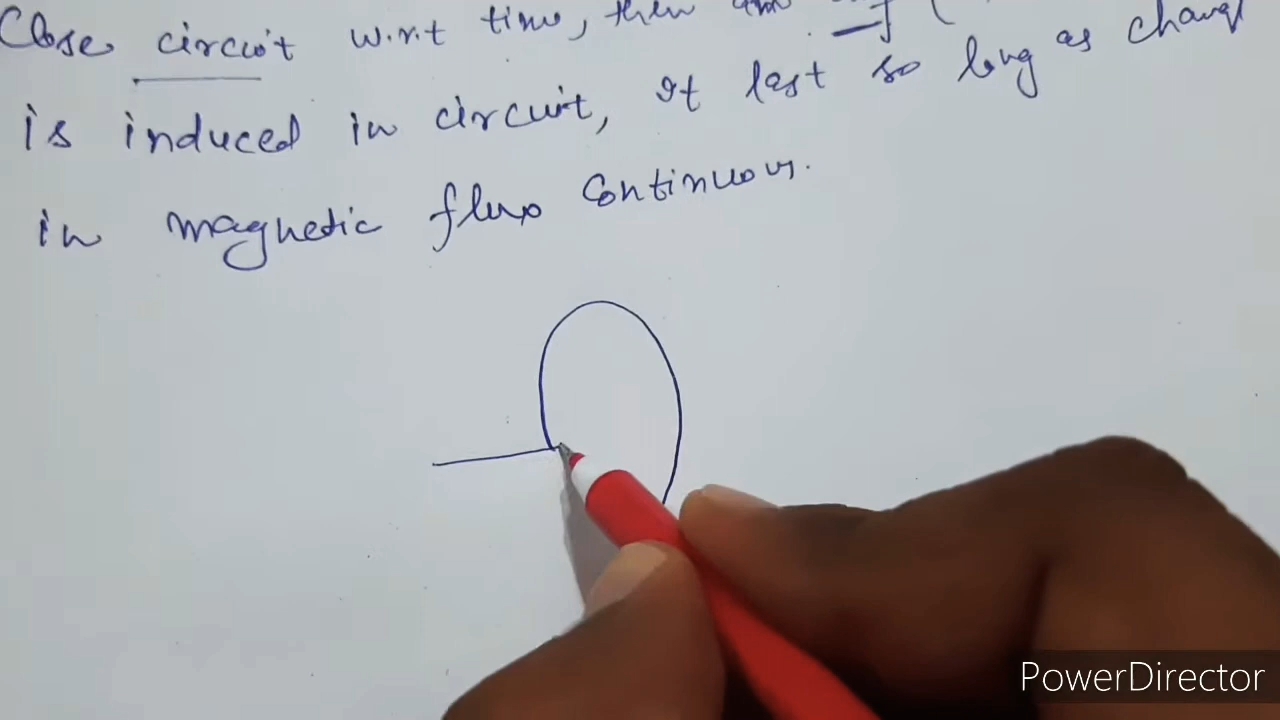 Close circuit w.r.t time, then
is induced in circuit, It last so long as change
in magnetic flux continuous.
PowerDirector